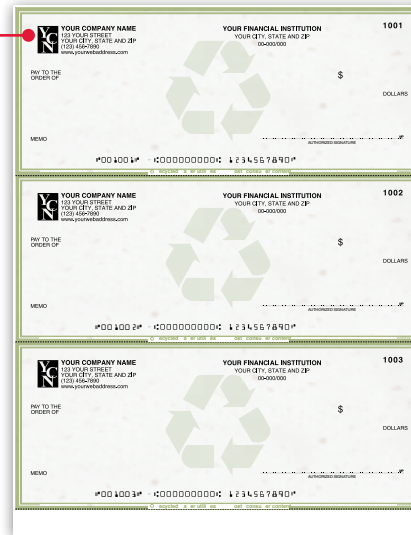 YCN
YOUR COMPANY NAME
123 YOUR STREET
YOUR CITY, STATE AND ZIP
(123) 456-7890
www.yourwebaddress.com
YOUR FINANCIAL INSTITUTION
YOUR CITY, STATE AND ZIP
00-000/000
1001
PAY TO THE
ORDER OF
$
DOLLARS
MEMO
AUTHORIZED SIGNATURE
⑈001001⑈ ⑆000000000⑆ 1234567890⑈
YCN
YOUR COMPANY NAME
123 YOUR STREET
YOUR CITY, STATE AND ZIP
(123) 456-7890
www.yourwebaddress.com
YOUR FINANCIAL INSTITUTION
YOUR CITY, STATE AND ZIP
00-000/000
1002
PAY TO THE
ORDER OF
$
DOLLARS
MEMO
AUTHORIZED SIGNATURE
⑈001002⑈ ⑆000000000⑆ 1234567890⑈
YCN
YOUR COMPANY NAME
123 YOUR STREET
YOUR CITY, STATE AND ZIP
(123) 456-7890
www.yourwebaddress.com
YOUR FINANCIAL INSTITUTION
YOUR CITY, STATE AND ZIP
00-000/000
1003
PAY TO THE
ORDER OF
$
DOLLARS
MEMO
AUTHORIZED SIGNATURE
⑈001003⑈ ⑆000000000⑆ 1234567890⑈